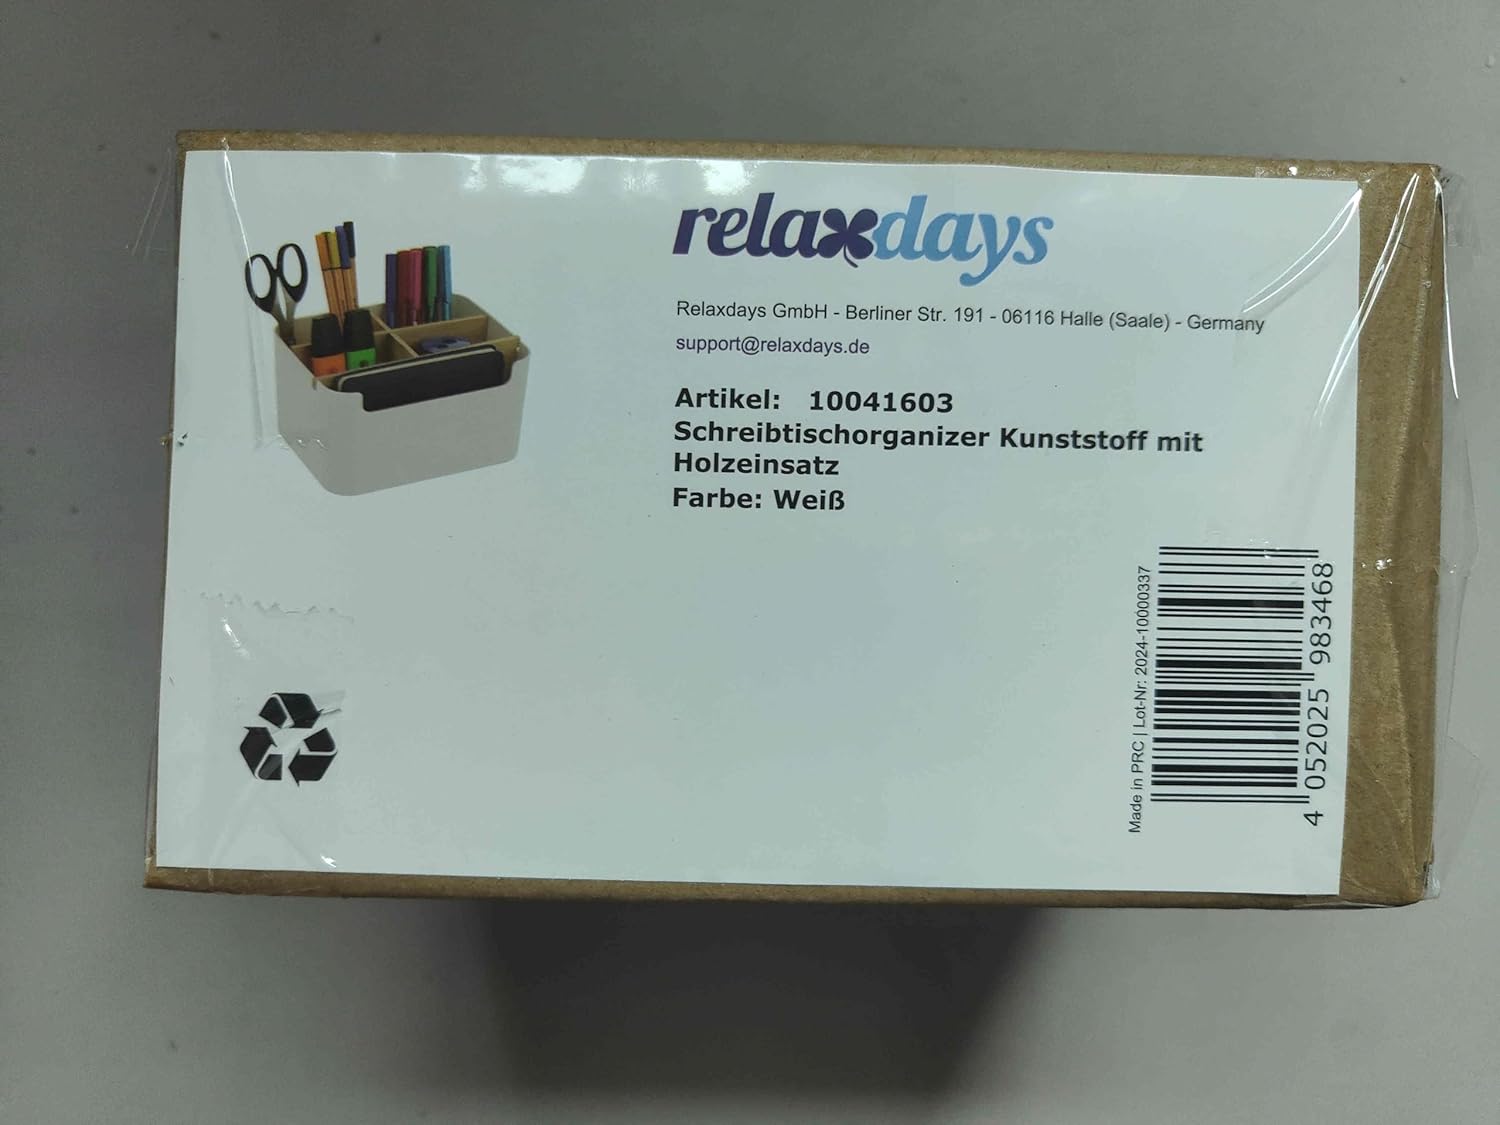 relaxdays
Relaxdays GmbH - Berliner Str. 191 - 06116 Halle (Saale) - Germany
support@relaxdays.de
Artikel: 10041603
Schreibtischorganizer Kunststoff mit
Holzeinsatz
Farbe: Weiß
Made in PRC | Lot-Nr: 2024-10000337
4 052025 983468